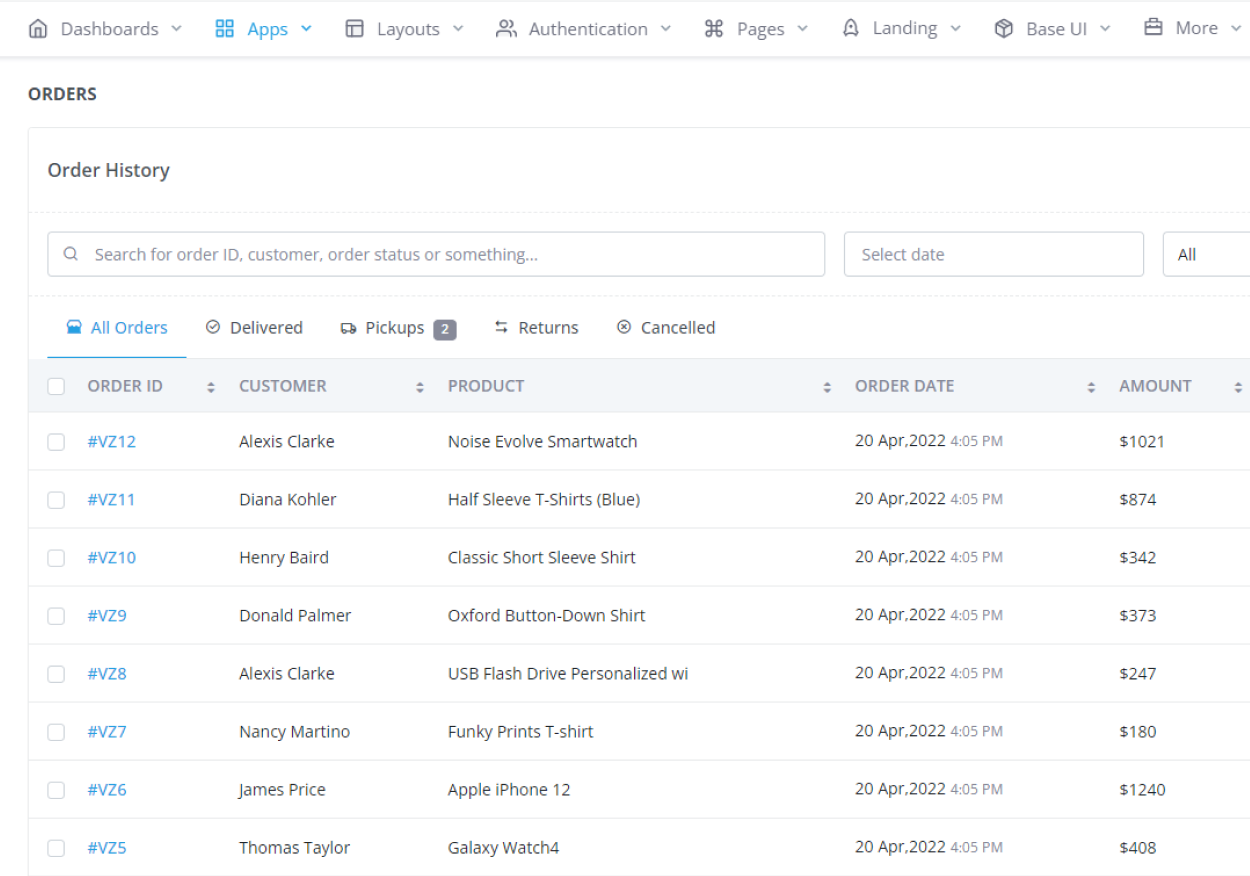 Dashboards Apps Layouts Authentication Pages Landing Base UI More
ORDERS
Order History
Search for order ID, customer, order status or something... Select date All
All Orders Delivered Pickups 2 Returns Cancelled
ORDER ID CUSTOMER PRODUCT ORDER DATE AMOUNT
#VZ12 Alexis Clarke Noise Evolve Smartwatch 20 Apr,2022 4:05 PM $1021
#VZ11 Diana Kohler Half Sleeve T-Shirts (Blue) 20 Apr,2022 4:05 PM $874
#VZ10 Henry Baird Classic Short Sleeve Shirt 20 Apr,2022 4:05 PM $342
#VZ9 Donald Palmer Oxford Button-Down Shirt 20 Apr,2022 4:05 PM $373
#VZ8 Alexis Clarke USB Flash Drive Personalized wi 20 Apr,2022 4:05 PM $247
#VZ7 Nancy Martino Funky Prints T-shirt 20 Apr,2022 4:05 PM $180
#VZ6 James Price Apple iPhone 12 20 Apr,2022 4:05 PM $1240
#VZ5 Thomas Taylor Galaxy Watch4 20 Apr,2022 4:05 PM $408